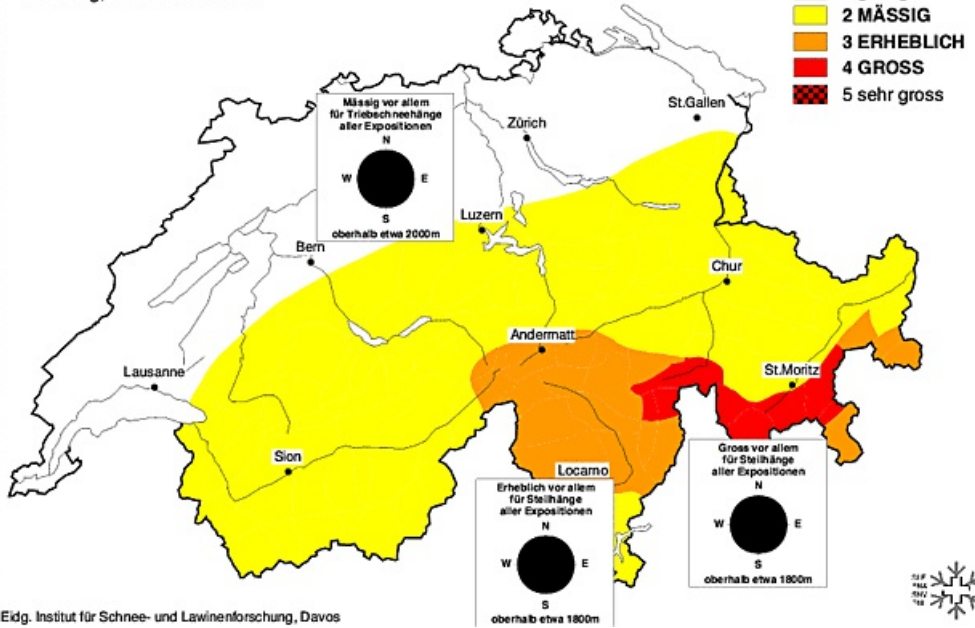 2 MÄSSIG
3 ERHEBLICH
4 GROSS
5 sehr gross
St.Gallen
Zürich
Mässig vor allem
für Triebschneehänge
aller Expositionen
N
W E
S
oberhalb etwa 2000m
Luzern
Bern
Chur
Andermatt
Lausanne
St.Moritz
Sion
Locarno
Gross vor allem
für Steilhänge
aller Expositionen
N
W E
S
oberhalb etwa 1800m
Erheblich vor allem
für Steilhänge
aller Expositionen
N
W E
S
oberhalb etwa 1800m
Eidg. Institut für Schnee- und Lawinenforschung, Davos